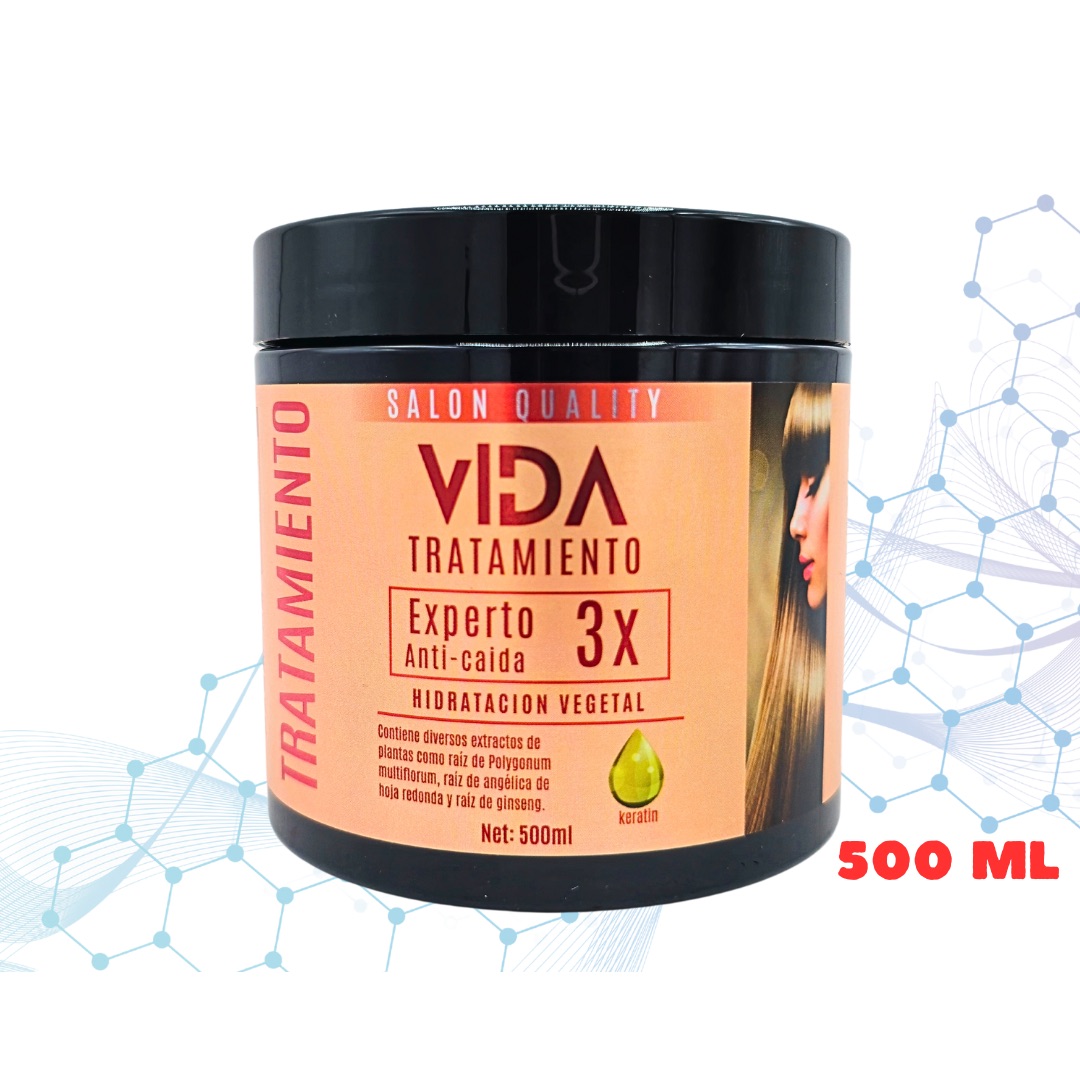 SALON QUALITY
TRATAMIENTO
VIDA
TRATAMIENTO
Experto
Anti-caida
3X
HIDRATACION VEGETAL
Contiene diversos extractos de
plantas como raíz de Polygonum
multiflorum, raíz de angélica de
hoja redonda y raíz de ginseng.
keratin
Net: 500ml
500 ML